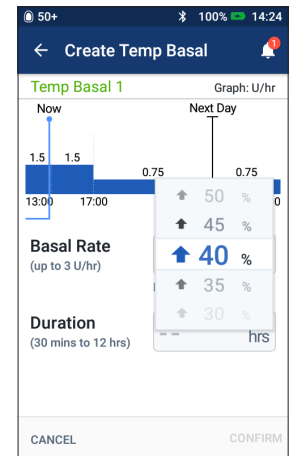 50+ 100% 14:24
Create Temp Basal 1
Temp Basal 1 Graph: U/hr
Now Next Day
1.5 1.5 0.75 0.75
13:00 17:00 0
50 %
45 %
Basal Rate
(up to 3 U/hr)
40 %
35 %
30 %
Duration
(30 mins to 12 hrs)
-- hrs
CANCEL CONFIRM